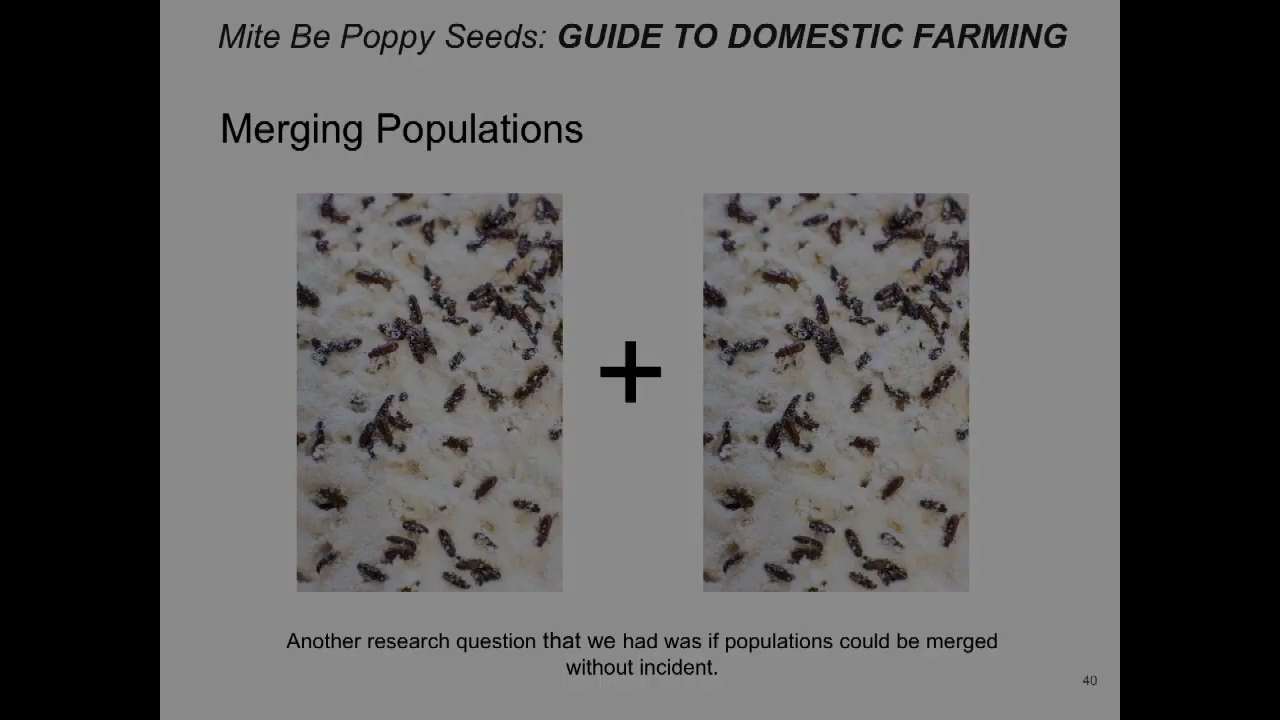 Mite Be Poppy Seeds: GUIDE TO DOMESTIC FARMING
Merging Populations
+
Another research question that we had was if populations could be merged
without incident.
40